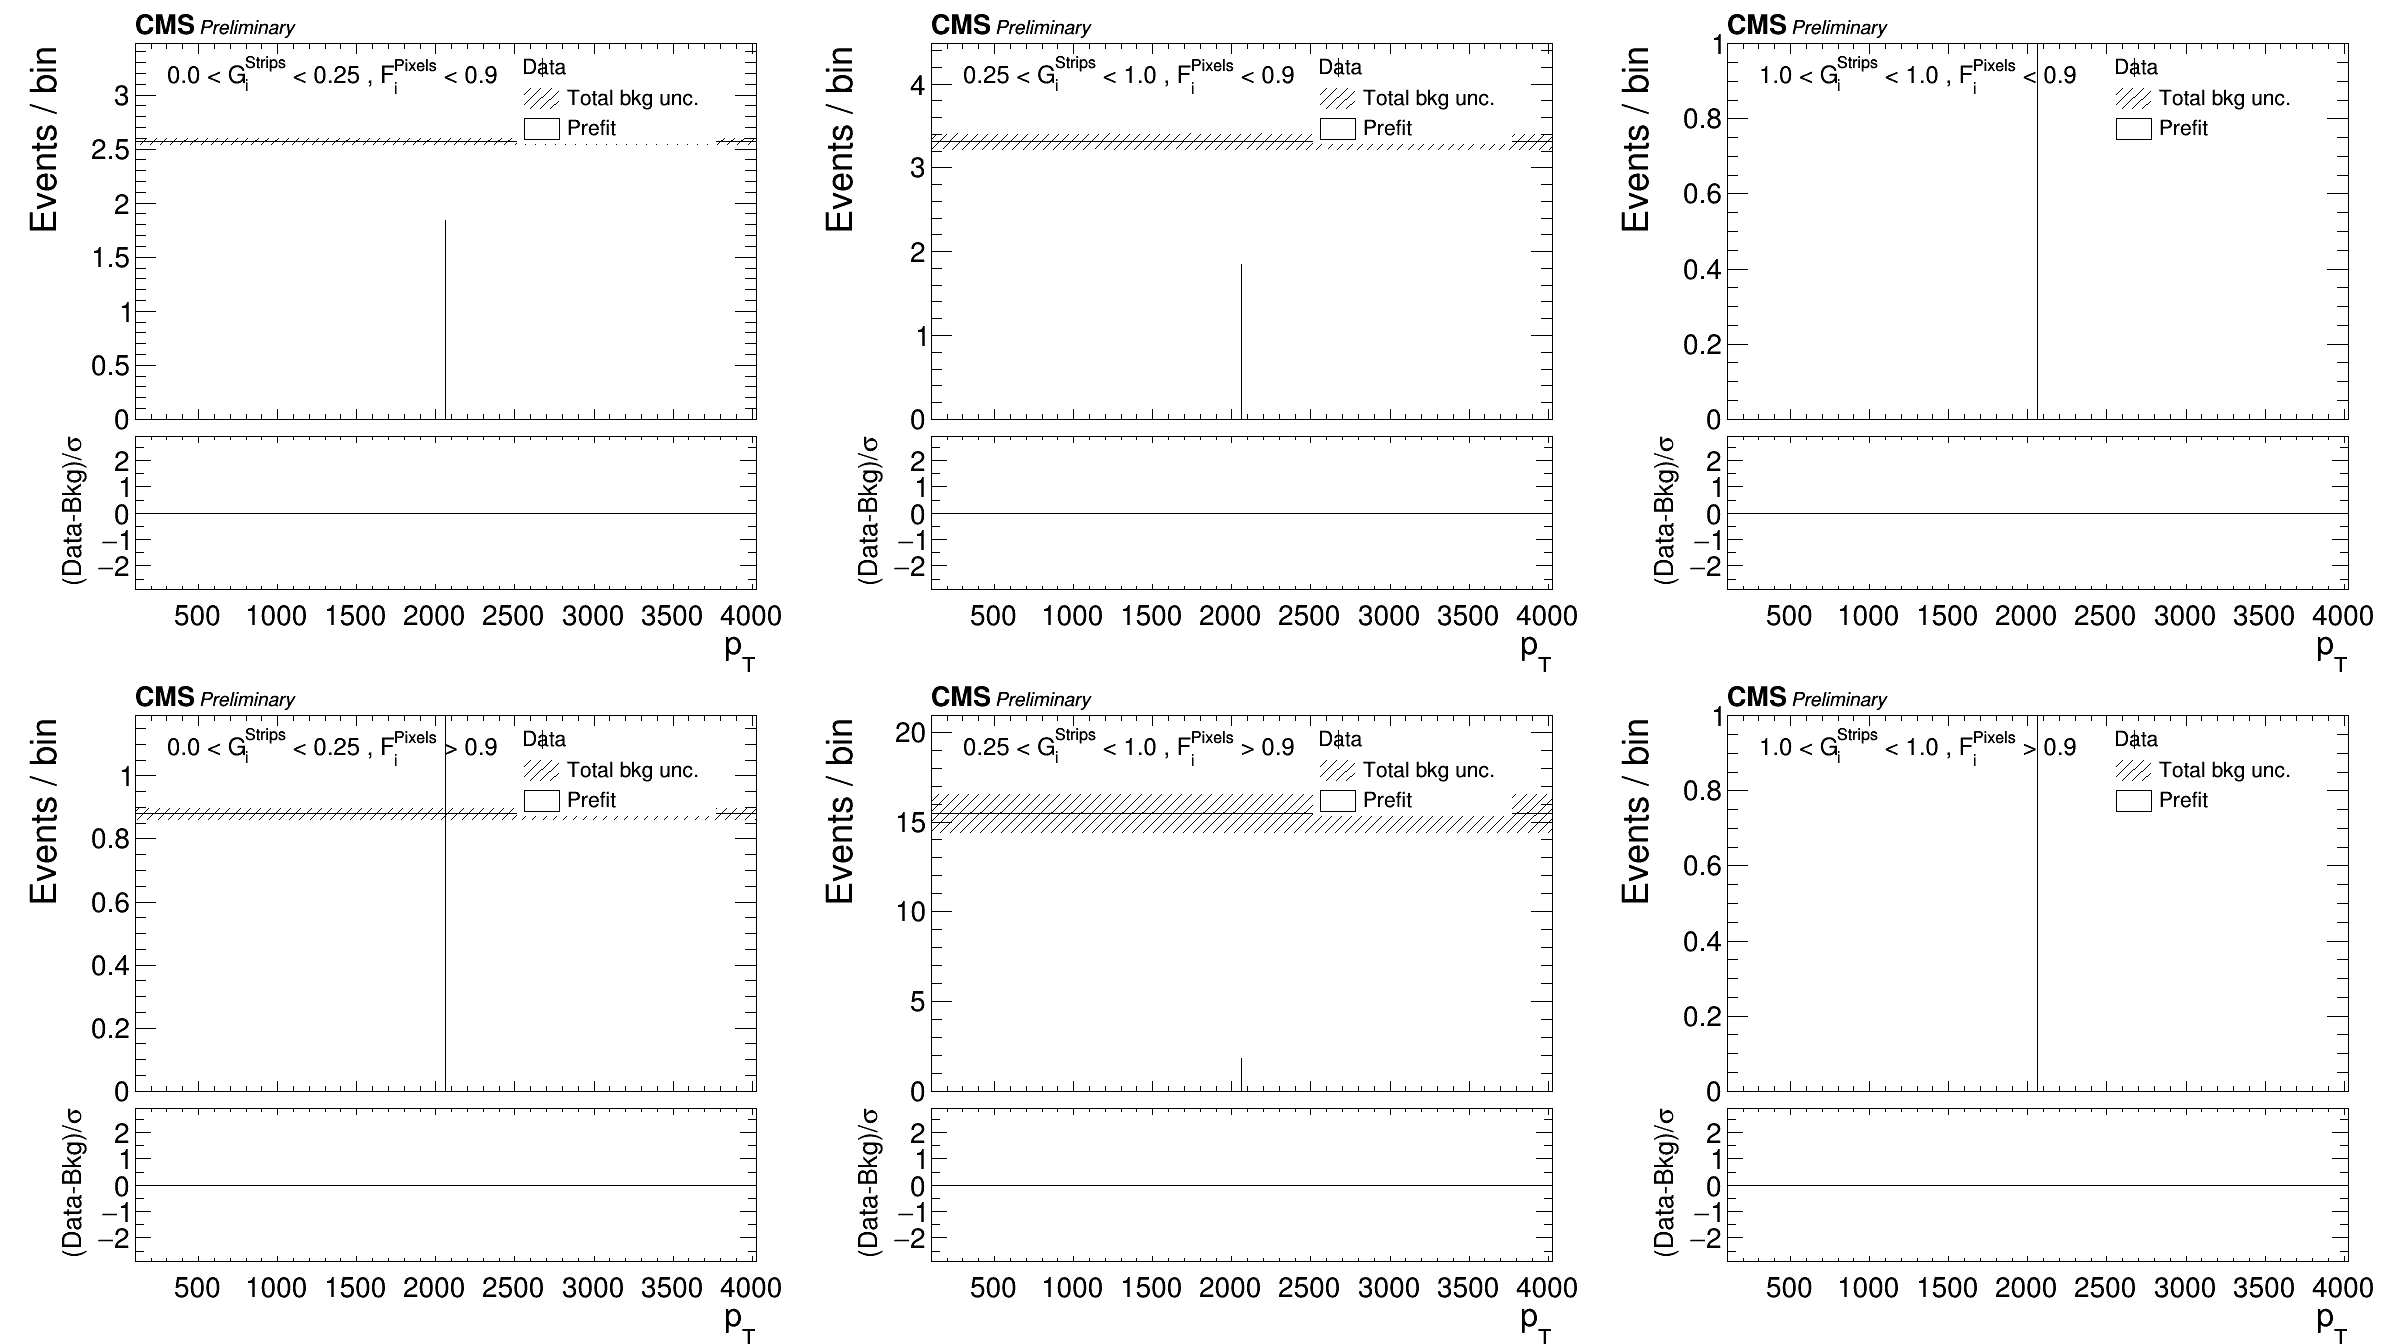 CMS Preliminary
Events / bin
0.0 < G_i^Strips < 0.25 , F_i^Pixels < 0.9
Data
Total bkg unc.
Prefit
3
2.5
2
1.5
1
0.5
0
(Data-Bkg)/σ
2
1
0
−1
−2
500 1000 1500 2000 2500 3000 3500 4000
p_T
CMS Preliminary
Events / bin
0.25 < G_i^Strips < 1.0 , F_i^Pixels < 0.9
Data
Total bkg unc.
Prefit
4
3
2
1
0
(Data-Bkg)/σ
2
1
0
−1
−2
500 1000 1500 2000 2500 3000 3500 4000
p_T
CMS Preliminary
Events / bin
1.0 < G_i^Strips < 1.0 , F_i^Pixels < 0.9
Data
Total bkg unc.
Prefit
1
0.8
0.6
0.4
0.2
0
(Data-Bkg)/σ
2
1
0
−1
−2
500 1000 1500 2000 2500 3000 3500 4000
p_T
CMS Preliminary
Events / bin
0.0 < G_i^Strips < 0.25 , F_i^Pixels > 0.9
Data
Total bkg unc.
Prefit
1
0.8
0.6
0.4
0.2
0
(Data-Bkg)/σ
2
1
0
−1
−2
500 1000 1500 2000 2500 3000 3500 4000
p_T
CMS Preliminary
Events / bin
0.25 < G_i^Strips < 1.0 , F_i^Pixels > 0.9
Data
Total bkg unc.
Prefit
20
15
10
5
0
(Data-Bkg)/σ
2
1
0
−1
−2
500 1000 1500 2000 2500 3000 3500 4000
p_T
CMS Preliminary
Events / bin
1.0 < G_i^Strips < 1.0 , F_i^Pixels > 0.9
Data
Total bkg unc.
Prefit
1
0.8
0.6
0.4
0.2
0
(Data-Bkg)/σ
2
1
0
−1
−2
500 1000 1500 2000 2500 3000 3500 4000
p_T